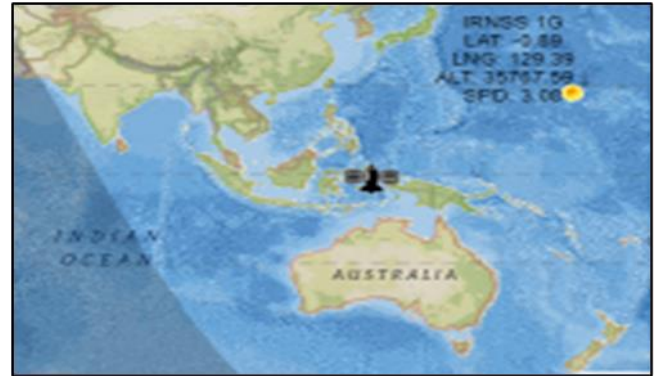 IRNSS 1G
LAT: -0.89
LNG: 129.39
ALT: 35767.59
SPD: 3.08
INDIAN
OCEAN
AUSTRALIA